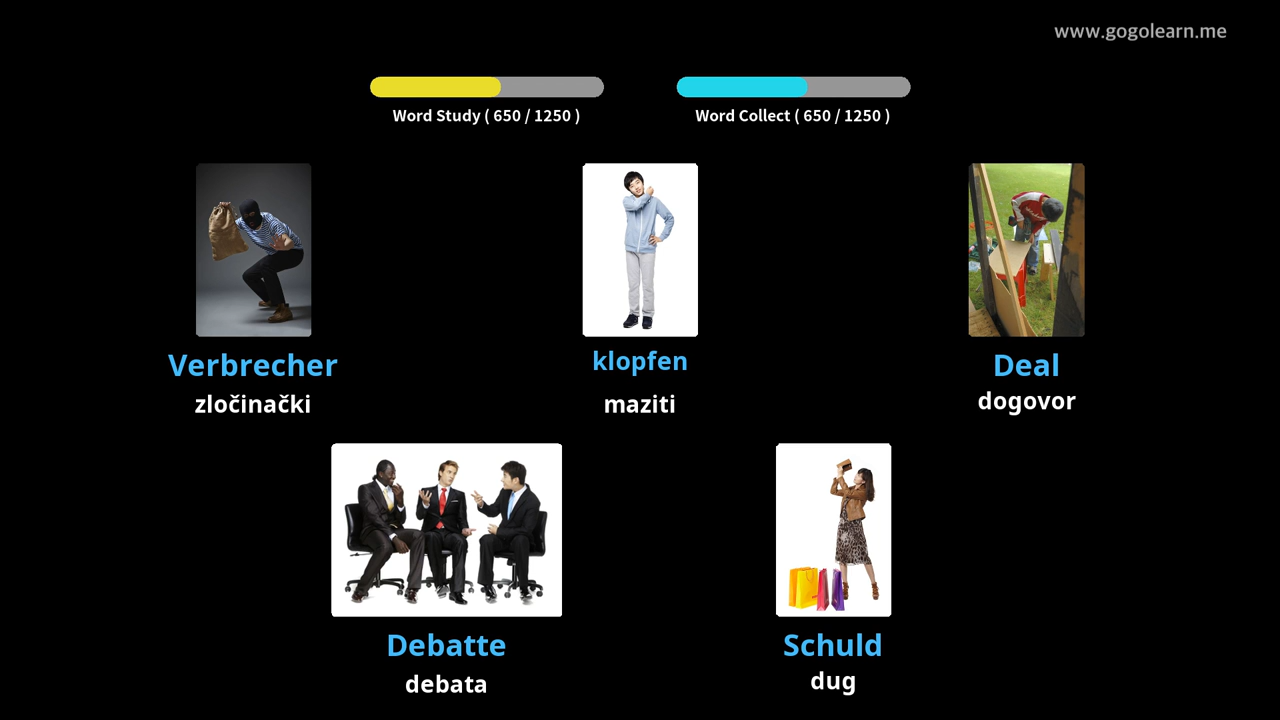 www.gogolearn.me
Word Study ( 650 / 1250 )
Word Collect ( 650 / 1250 )
Verbrecher
zločinački
klopfen
maziti
Deal
dogovor
Debatte
debata
Schuld
dug